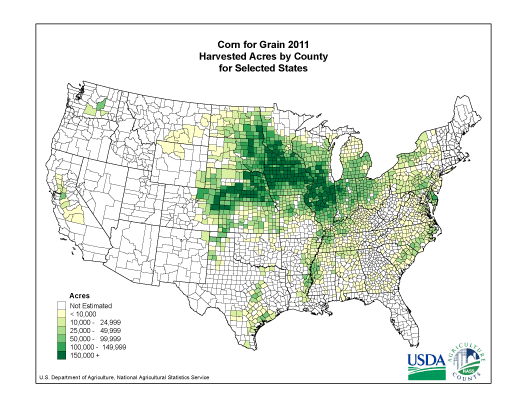 Corn for Grain 2011
Harvested Acres by County
for Selected States
Acres
Not Estimated
< 10,000
10,000 - 24,999
25,000 - 49,999
50,000 - 99,999
100,000 - 149,999
150,000 +
U.S. Department of Agriculture, National Agricultural Statistics Service
USDA
AGRICULTURE
NASS
COUNTS